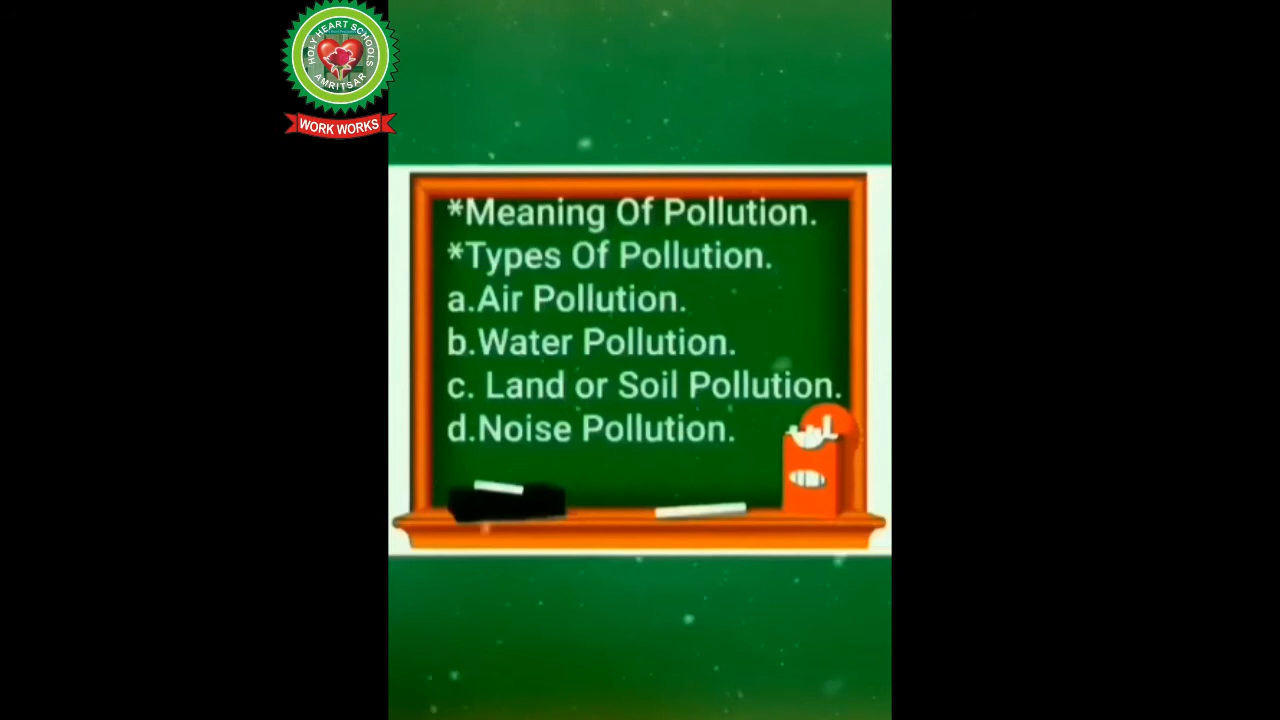 HOLY HEART SCHOOLS
AMRITSAR
WORK WORKS
*Meaning Of Pollution.
*Types Of Pollution.
a.Air Pollution.
b.Water Pollution.
c. Land or Soil Pollution.
d.Noise Pollution.